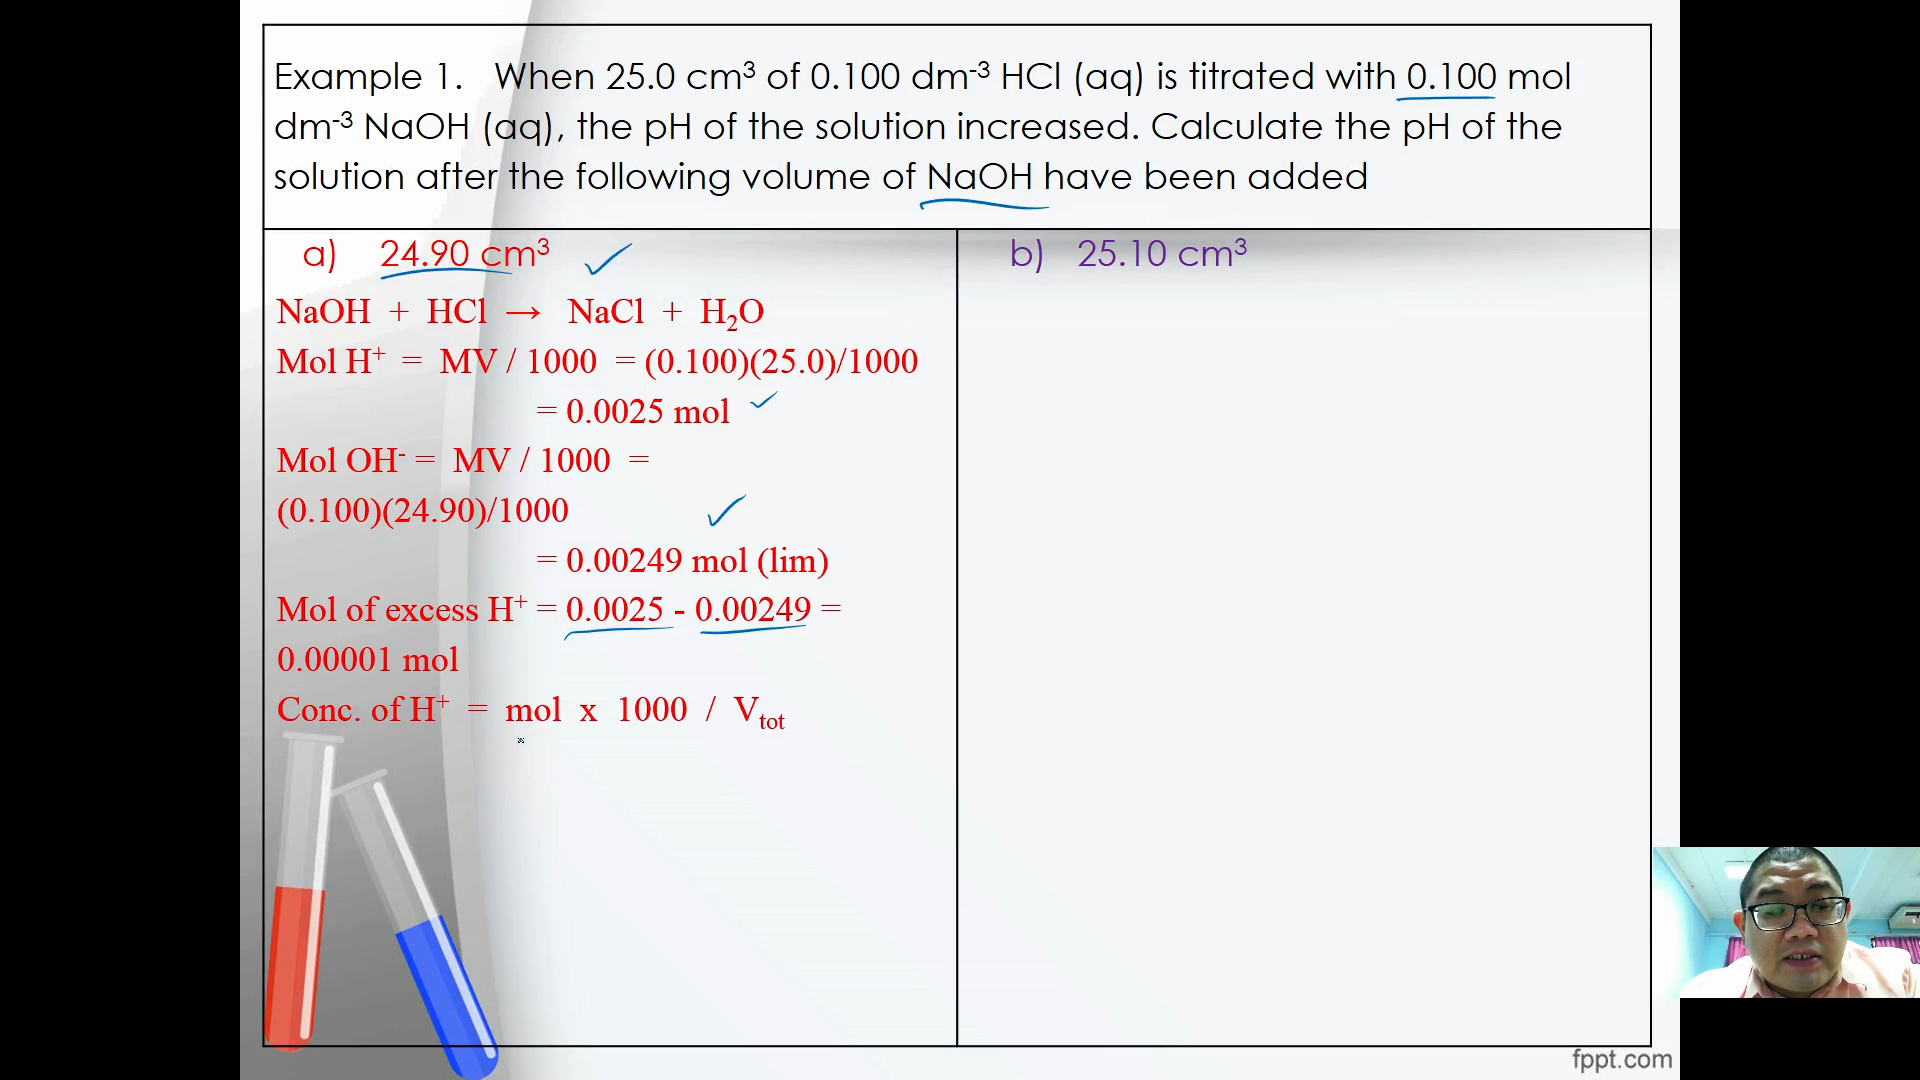 Example 1. When 25.0 cm³ of 0.100 dm⁻³ HCl (aq) is titrated with 0.100 mol
dm⁻³ NaOH (aq), the pH of the solution increased. Calculate the pH of the
solution after the following volume of NaOH have been added
a) 24.90 cm³
NaOH + HCl → NaCl + H₂O
Mol H⁺ = MV / 1000 = (0.100)(25.0)/1000
= 0.0025 mol
Mol OH⁻ = MV / 1000 =
(0.100)(24.90)/1000
= 0.00249 mol (lim)
Mol of excess H⁺ = 0.0025 - 0.00249 =
0.00001 mol
Conc. of H⁺ = mol x 1000 / Vₜₒₜ
b) 25.10 cm³
fppt.com